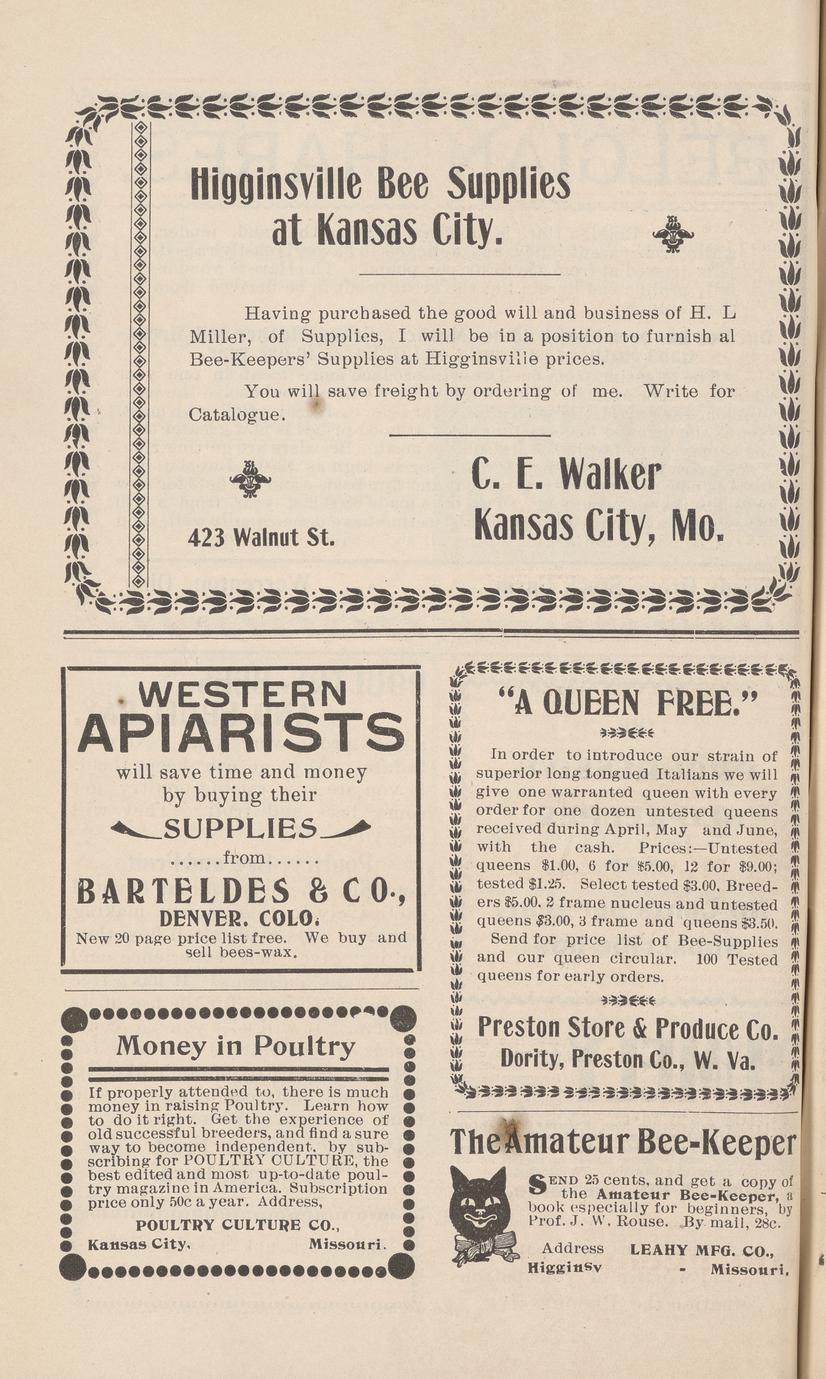 Higginsville Bee Supplies
at Kansas City.
Having purchased the good will and business of H. L
Miller, of Supplies, I will be in a position to furnish al
Bee-Keepers' Supplies at Higginsville prices.
You will save freight by ordering of me. Write for
Catalogue.
C. E. Walker
423 Walnut St.
Kansas City, Mo.
WESTERN
APIARISTS
will save time and money
by buying their
SUPPLIES
......from......
BARTELDES & CO.,
DENVER. COLO.
New 20 page price list free. We buy and
sell bees-wax.
Money in Poultry
If properly attended to, there is much
money in raising Poultry. Learn how
to do it right. Get the experience of
old successful breeders, and find a sure
way to become independent, by sub-
scribing for POULTRY CULTURE, the
best edited and most up-to-date poul-
try magazine in America. Subscription
price only 50c a year. Address,
POULTRY CULTURE CO.,
Kansas City, Missouri.
"A QUEEN FREE."
In order to introduce our strain of
superior long tongued Italians we will
give one warranted queen with every
order for one dozen untested queens
received during April, May and June,
with the cash. Prices:—Untested
queens $1.00, 6 for $5.00, 12 for $9.00;
tested $1.25. Select tested $3.00. Breed-
ers $5.00. 2 frame nucleus and untested
queens $3.00, 3 frame and queens $3.50.
Send for price list of Bee-Supplies
and our queen circular. 100 Tested
queens for early orders.
Preston Store & Produce Co.
Dority, Preston Co., W. Va.
The Amateur Bee-Keeper
SEND 25 cents, and get a copy of
the Amateur Bee-Keeper, a
book especially for beginners, by
Prof. J. W. Rouse. By mail, 28c.
Address LEAHY MFG. CO.,
Higginsv - Missouri.